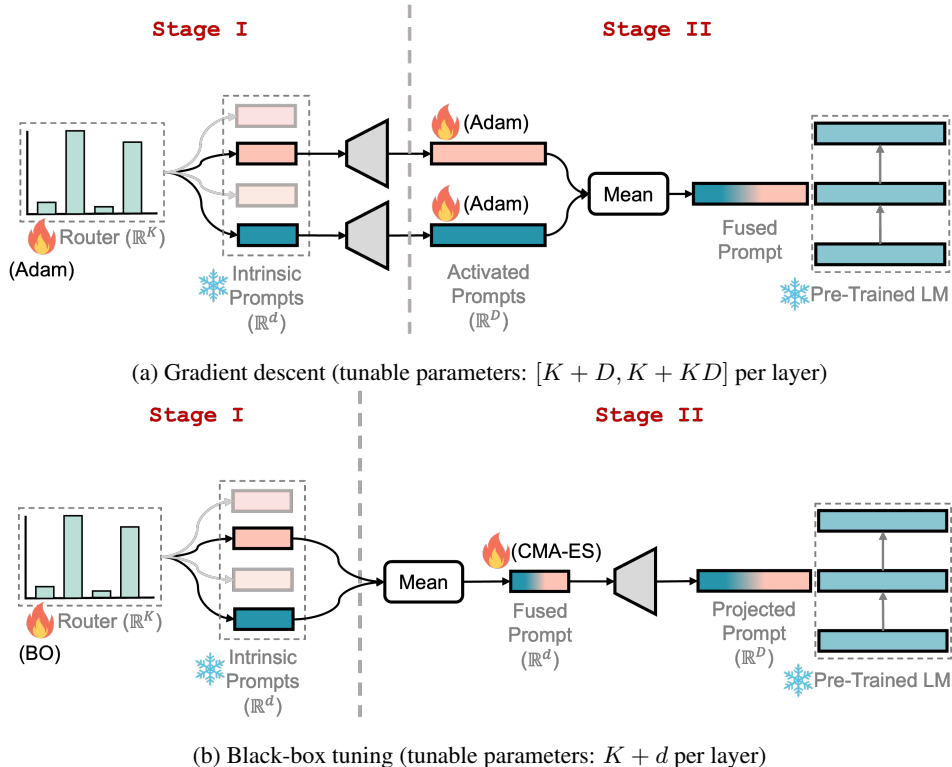 Stage I
Stage II
(Adam)
(Adam)
Mean
Router (ℝ^K)
(Adam)
Intrinsic
Prompts
(ℝ^d)
Activated
Prompts
(ℝ^D)
Fused
Prompt
Pre-Trained LM
(a) Gradient descent (tunable parameters: [K + D, K + KD] per layer)
Stage I
Stage II
(CMA-ES)
Mean
Router (ℝ^K)
(BO)
Intrinsic
Prompts
(ℝ^d)
Fused
Prompt
(ℝ^d)
Projected
Prompt
(ℝ^D)
Pre-Trained LM
(b) Black-box tuning (tunable parameters: K + d per layer)